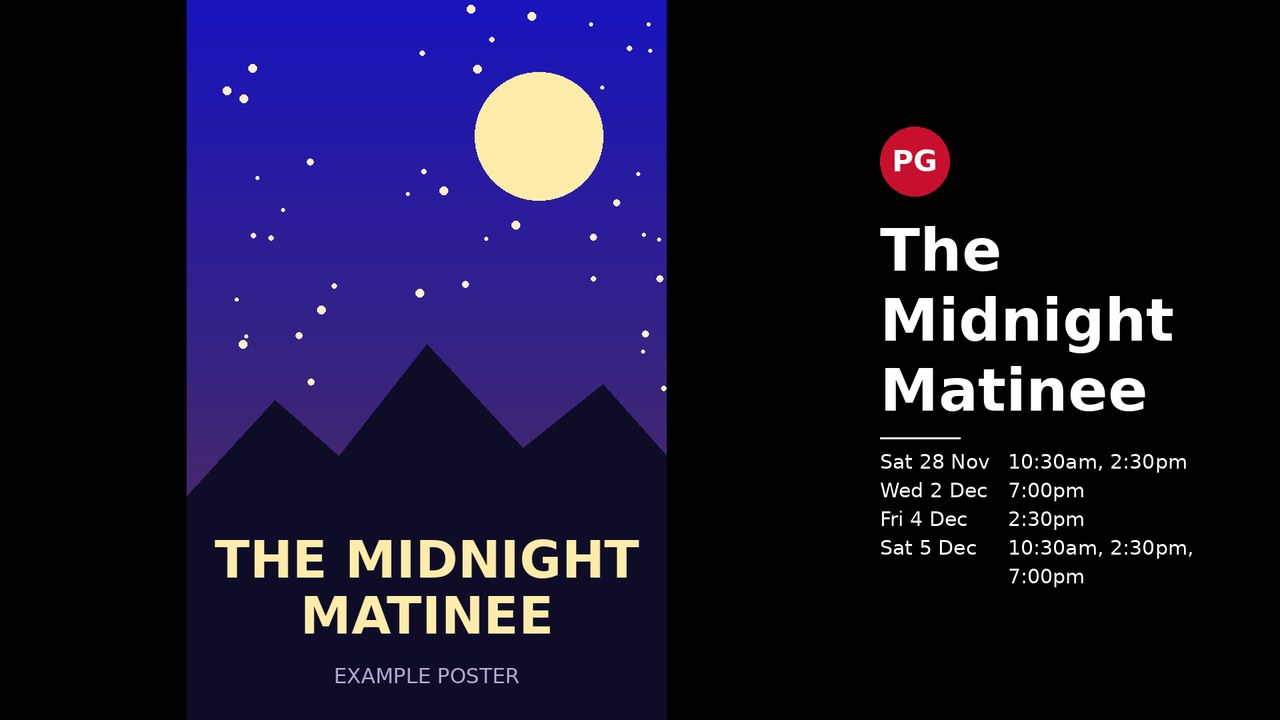 THE MIDNIGHT
MATINEE
EXAMPLE POSTER
PG
The
Midnight
Matinee
Sat 28 Nov 10:30am, 2:30pm
Wed 2 Dec 7:00pm
Fri 4 Dec 2:30pm
Sat 5 Dec 10:30am, 2:30pm,
7:00pm